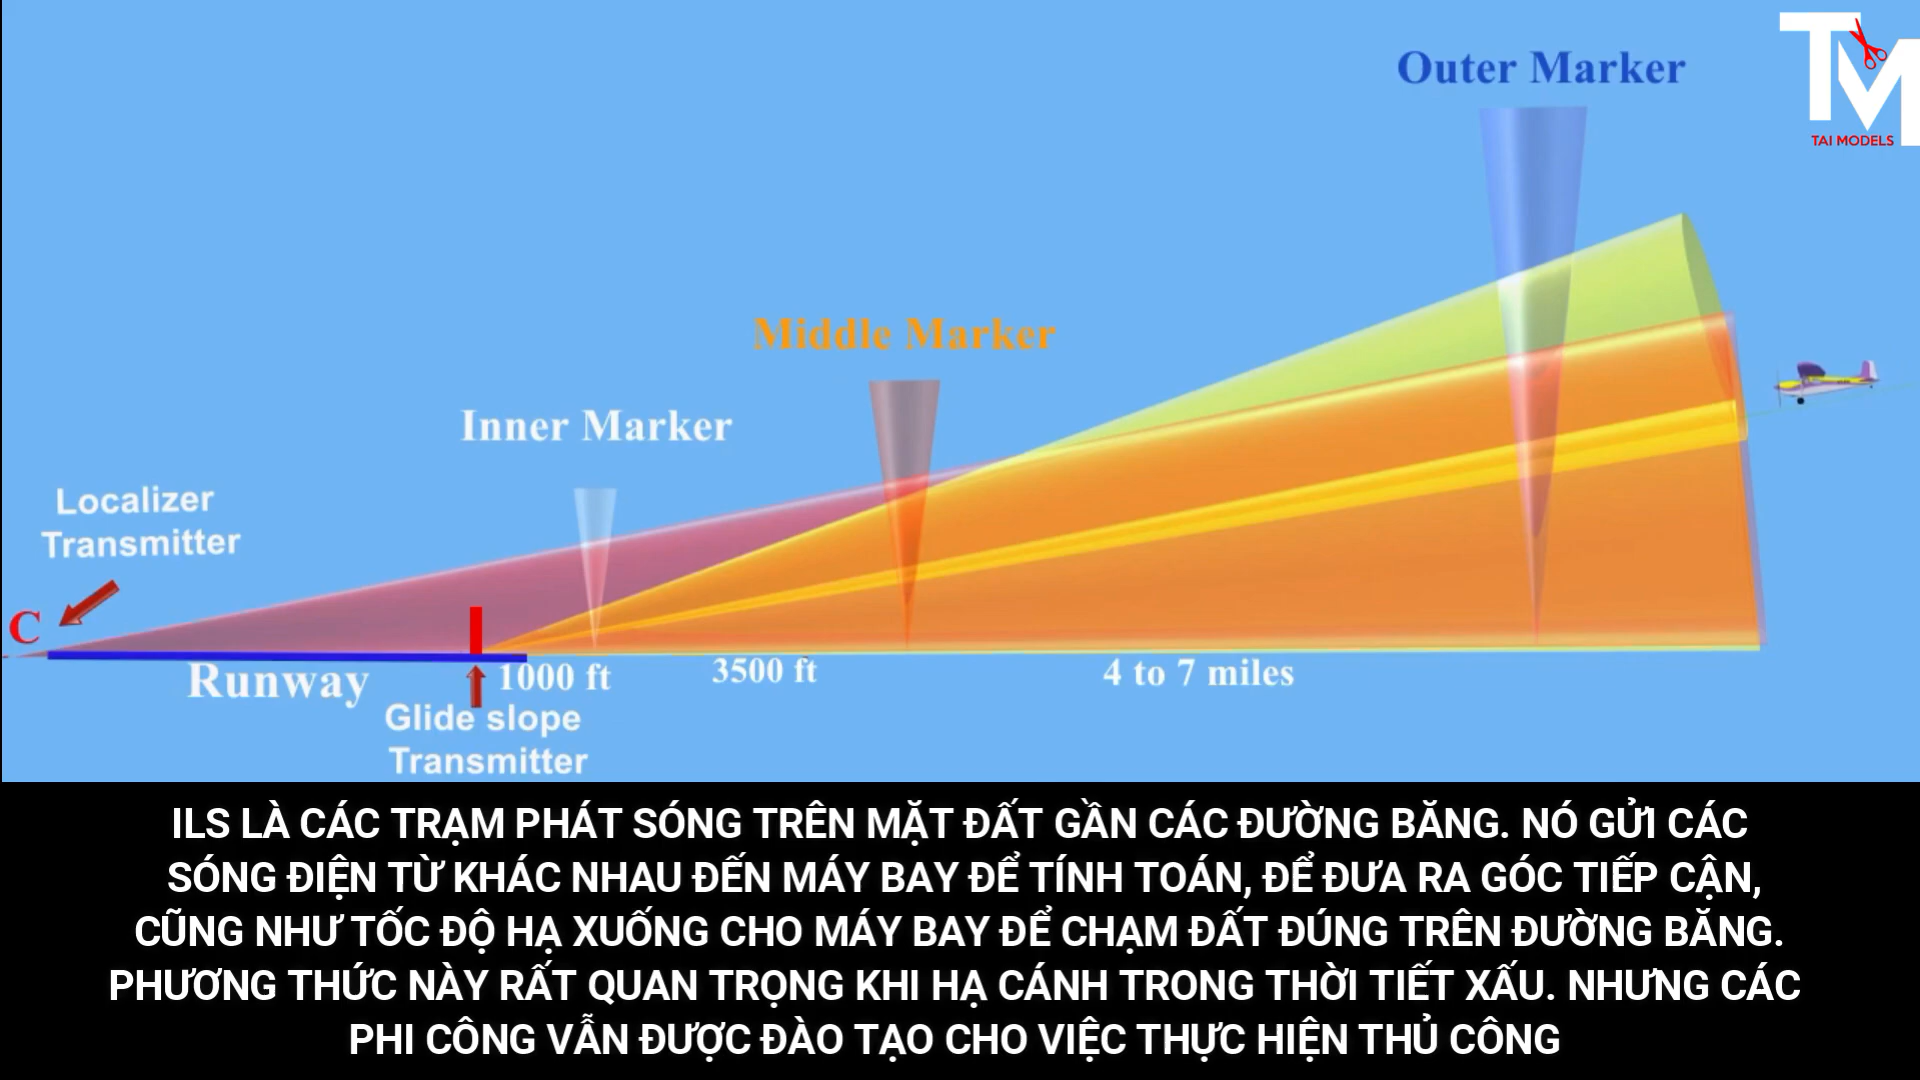 Outer Marker
TM
TAI MODELS
Middle Marker
Inner Marker
Localizer
Transmitter
C
Runway
1000 ft
3500 ft
4 to 7 miles
Glide slope
Transmitter
ILS LÀ CÁC TRẠM PHÁT SÓNG TRÊN MẶT ĐẤT GẦN CÁC ĐƯỜNG BĂNG. NÓ GỬI CÁC
SÓNG ĐIỆN TỪ KHÁC NHAU ĐẾN MÁY BAY ĐỂ TÍNH TOÁN, ĐỂ ĐƯA RA GÓC TIẾP CẬN,
CŨNG NHƯ TỐC ĐỘ HẠ XUỐNG CHO MÁY BAY ĐỂ CHẠM ĐẤT ĐÚNG TRÊN ĐƯỜNG BĂNG.
PHƯƠNG THỨC NÀY RẤT QUAN TRỌNG KHI HẠ CÁNH TRONG THỜI TIẾT XẤU. NHƯNG CÁC
PHI CÔNG VẪN ĐƯỢC ĐÀO TẠO CHO VIỆC THỰC HIỆN THỦ CÔNG